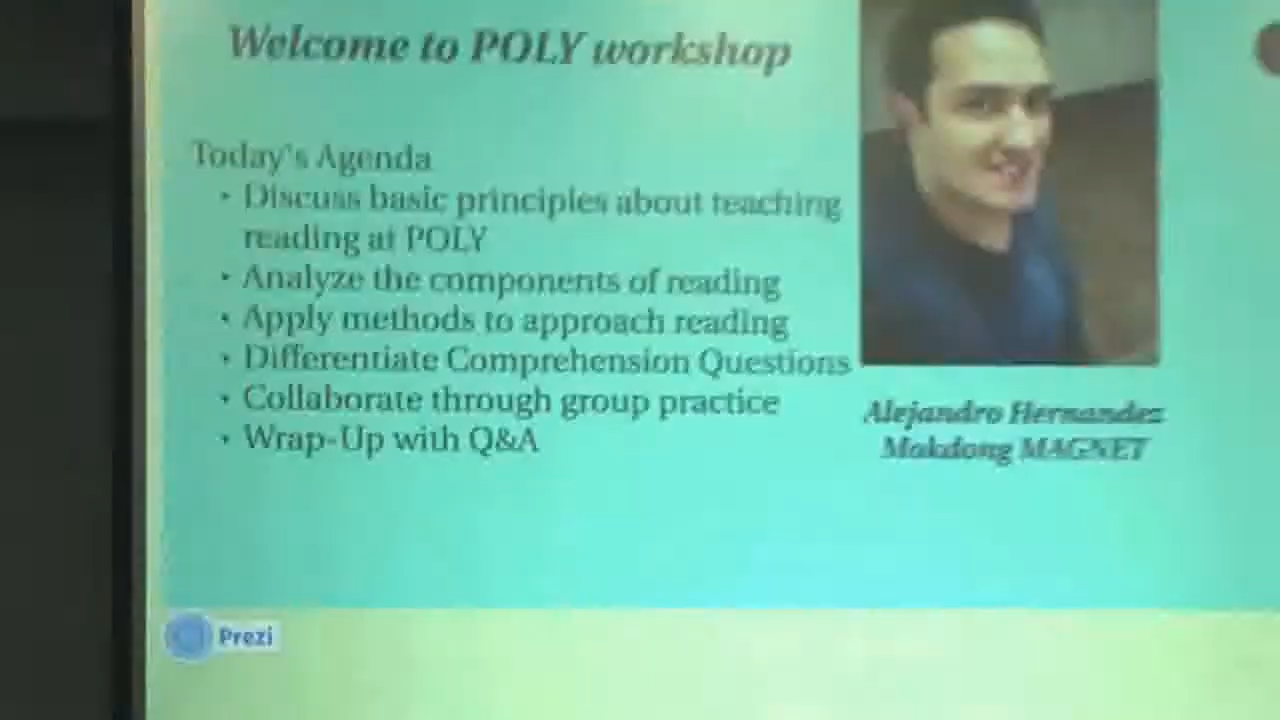 Welcome to POLY workshop
Today's Agenda
• Discuss basic principles about teaching
reading at POLY
• Analyze the components of reading
• Apply methods to approach reading
• Differentiate Comprehension Questions
• Collaborate through group practice
• Wrap-Up with Q&A
Alejandro Hernandez
Mokdong MAGNET
Prezi